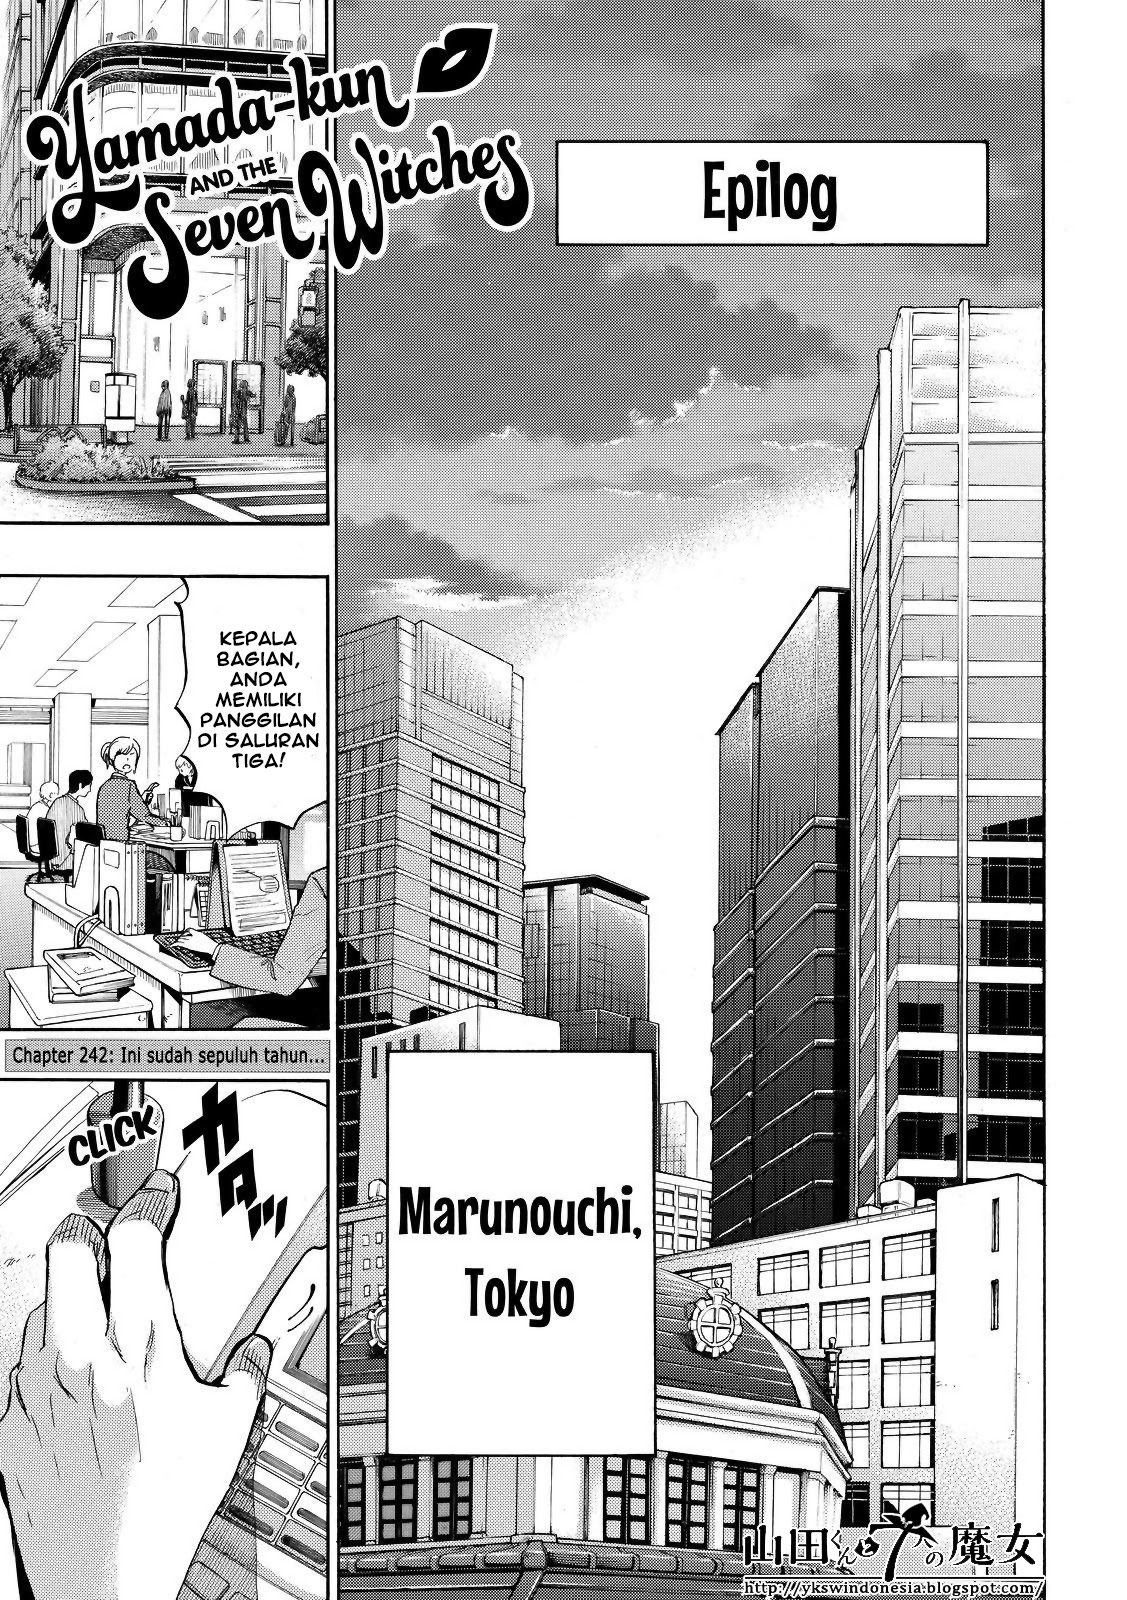 Yamada-kun
AND THE
Seven Witches
Epilog
Marunouchi,
Tokyo
KEPALA
BAGIAN,
ANDA
MEMILIKI
PANGGILAN
DI SALURAN
TIGA!
Chapter 242: Ini sudah sepuluh tahun...
CLICK
カタッ
山田くんと7人の魔女
http://ykswindonesia.blogspot.com/